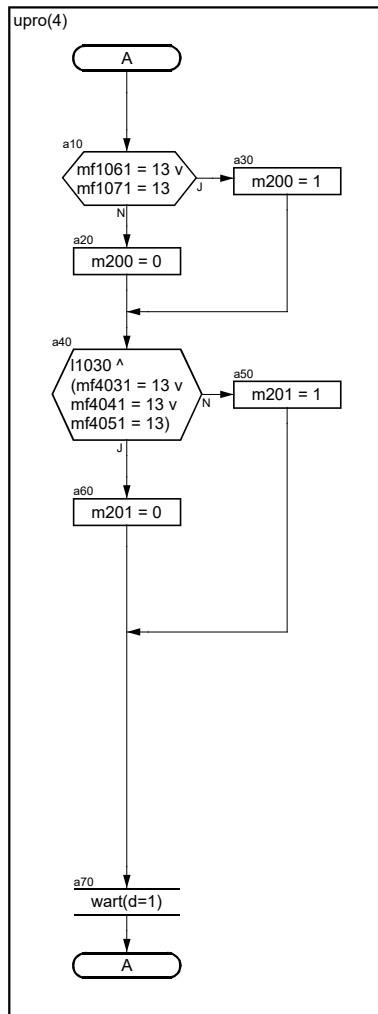 upro(4)
A
a10
mf1061 = 13 v
mf1071 = 13
J
N
a30
m200 = 1
a20
m200 = 0
a40
l1030 ^
(mf4031 = 13 v
mf4041 = 13 v
mf4051 = 13)
N
J
a50
m201 = 1
a60
m201 = 0
a70
wart(d=1)
A